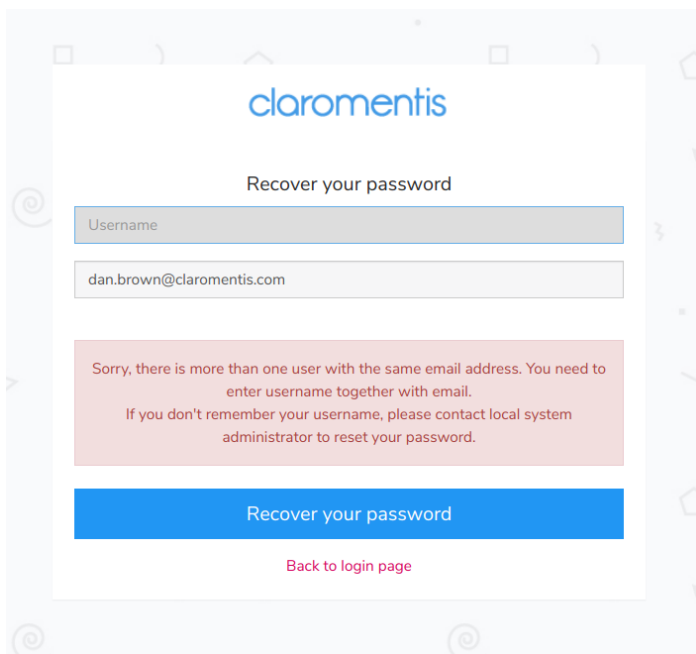 claromentis
Recover your password
Username
dan.brown@claromentis.com
Sorry, there is more than one user with the same email address. You need to
enter username together with email.
If you don't remember your username, please contact local system
administrator to reset your password.
Recover your password
Back to login page